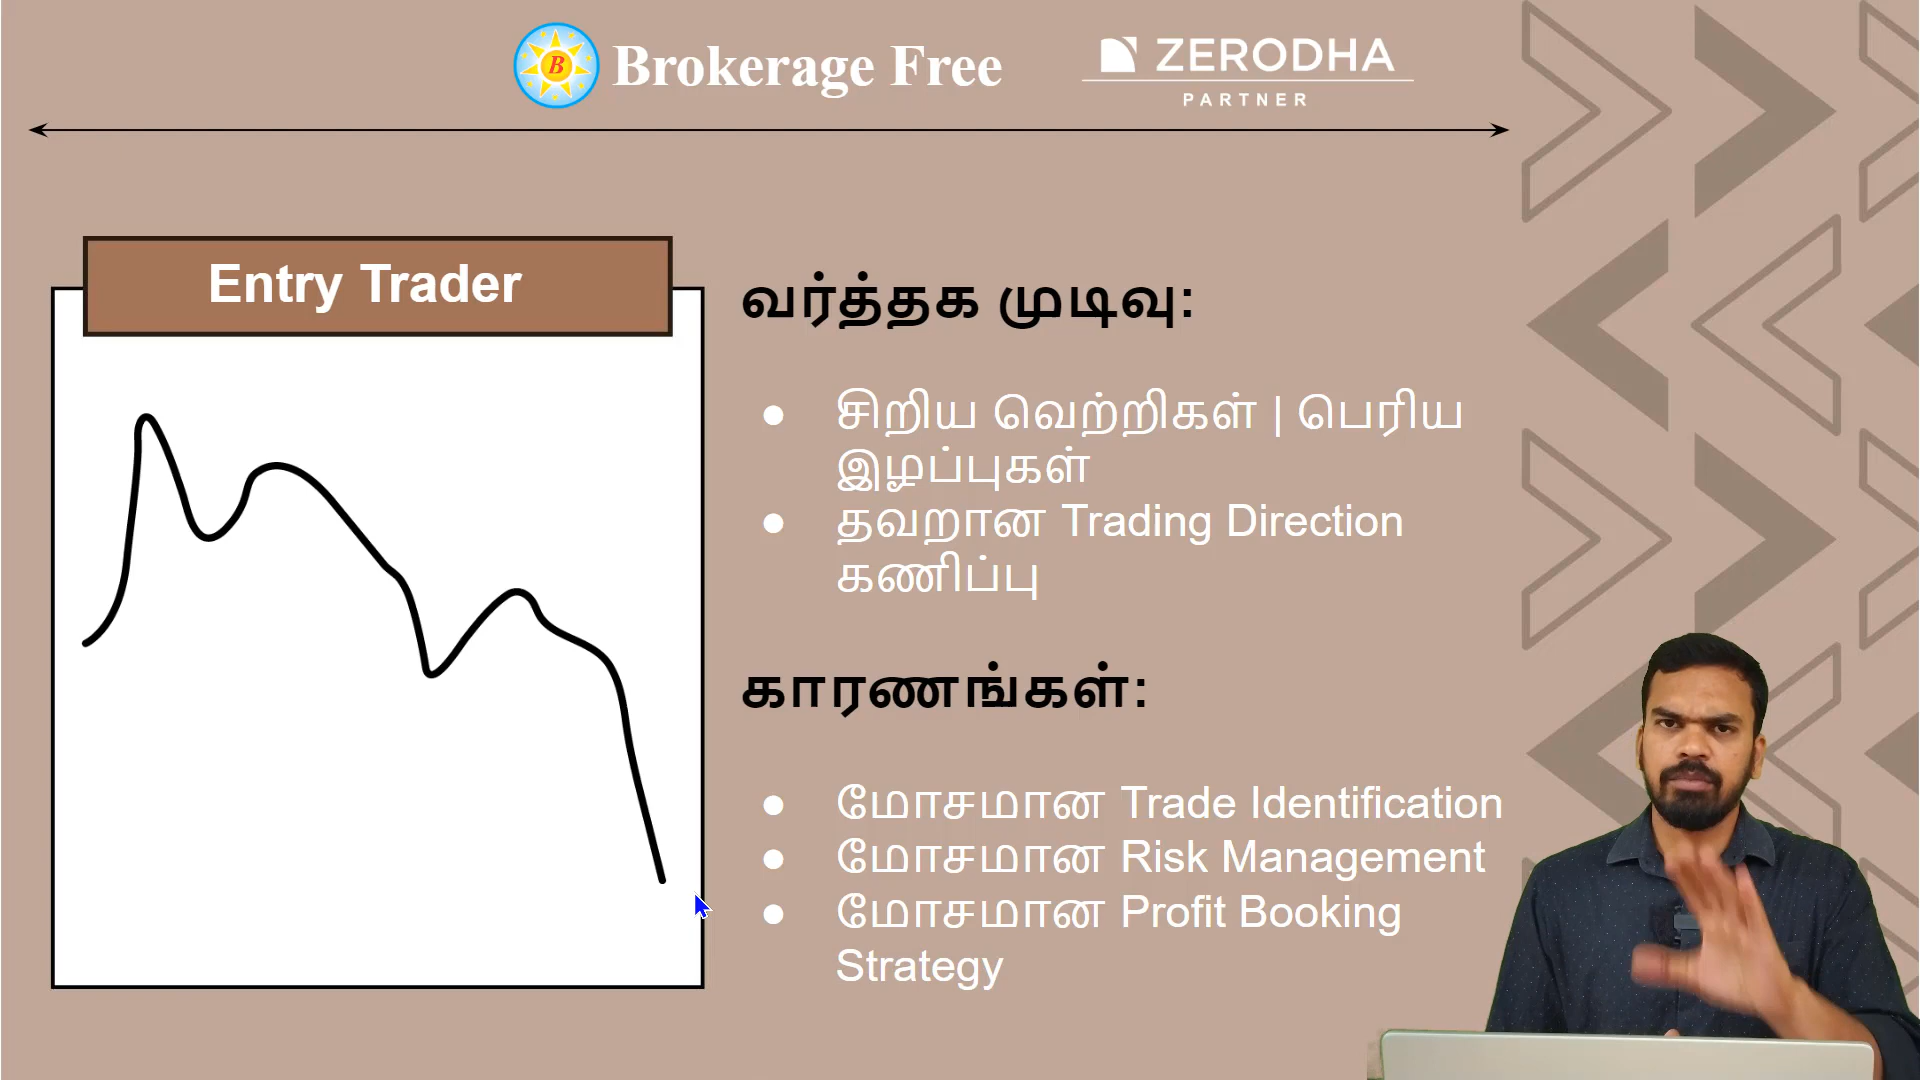 B Brokerage Free
ZERODHA
PARTNER
Entry Trader
வர்த்தக முடிவு:
● சிறிய வெற்றிகள் | பெரிய
இழப்புகள்
● தவறான Trading Direction
கணிப்பு
காரணங்கள்:
● மோசமான Trade Identification
● மோசமான Risk Management
● மோசமான Profit Booking
Strategy